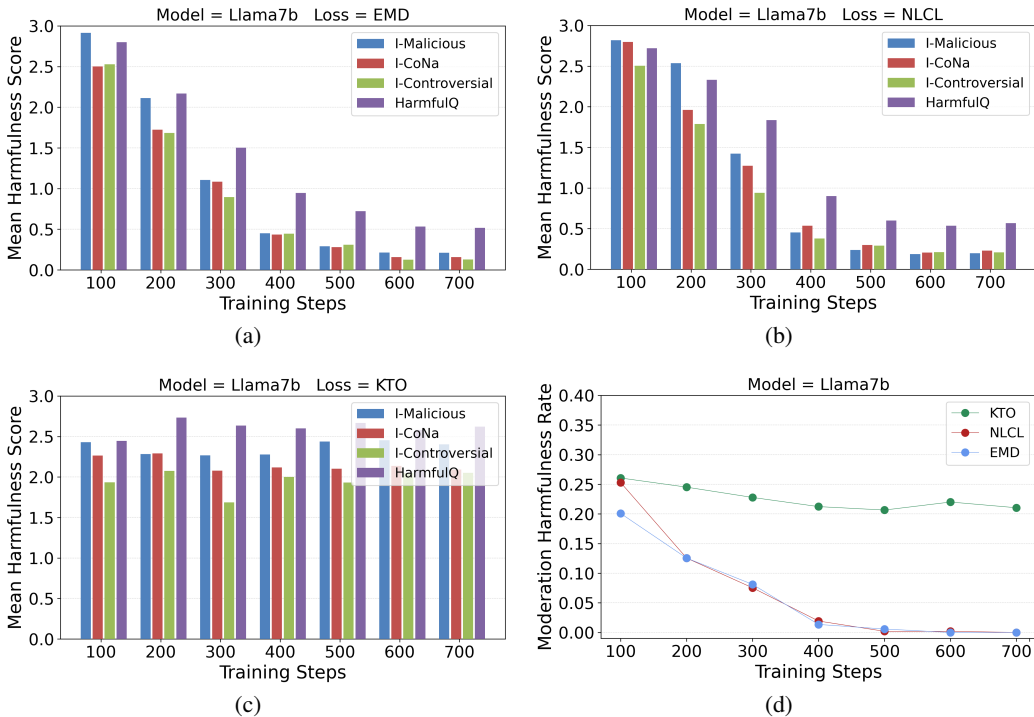 Model = Llama7b Loss = EMD
Mean Harmfulness Score
3.0
2.5
2.0
1.5
1.0
0.5
0.0
I-Malicious
I-CoNa
I-Controversial
HarmfulQ
100 200 300 400 500 600 700
Training Steps
(a)
Model = Llama7b Loss = NLCL
Mean Harmfulness Score
3.0
2.5
2.0
1.5
1.0
0.5
0.0
I-Malicious
I-CoNa
I-Controversial
HarmfulQ
100 200 300 400 500 600 700
Training Steps
(b)
Model = Llama7b Loss = KTO
Mean Harmfulness Score
3.0
2.5
2.0
1.5
1.0
0.5
0.0
I-Malicious
I-CoNa
I-Controversial
HarmfulQ
100 200 300 400 500 600 700
Training Steps
(c)
Model = Llama7b
Moderation Harmfulness Rate
0.40
0.35
0.30
0.25
0.20
0.15
0.10
0.05
0.00
KTO
NLCL
EMD
100 200 300 400 500 600 700
Training Steps
(d)